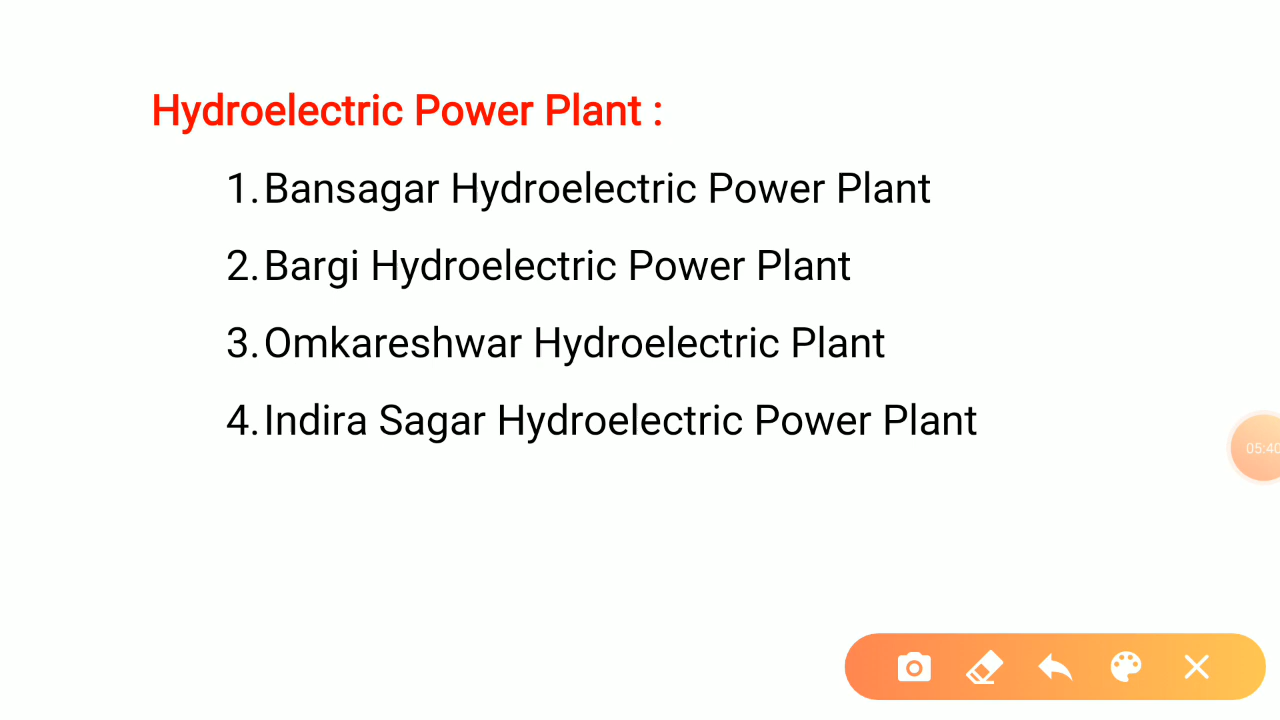 Hydroelectric Power Plant :
1. Bansagar Hydroelectric Power Plant
2. Bargi Hydroelectric Power Plant
3. Omkareshwar Hydroelectric Plant
4. Indira Sagar Hydroelectric Power Plant
05:40